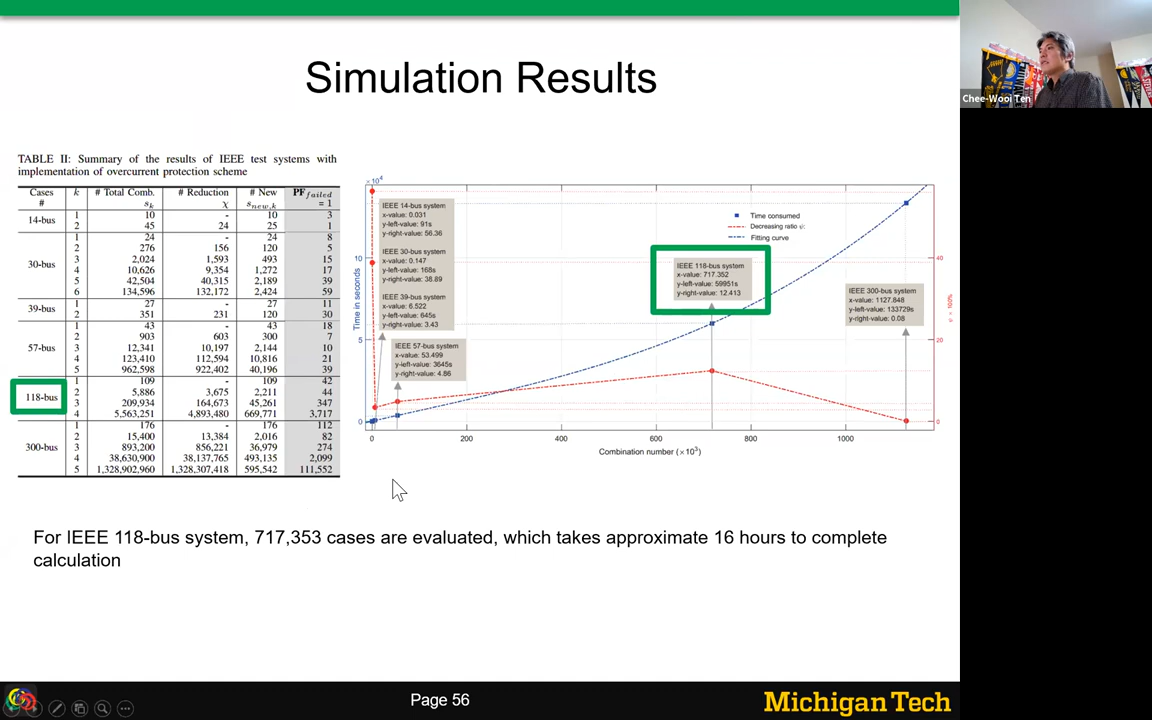 Simulation Results
Chee-Wooi Ten
TABLE II: Summary of the results of IEEE test systems with
implementation of overcurrent protection scheme
Cases k # Total Comb. # Reduction # New PF failed
# s_k χ s_new,k = 1
14-bus 1 10 - 10 3
2 45 24 25 1
30-bus 1 24 - 24 8
2 276 156 120 5
3 2,024 1,593 493 15
4 10,626 9,354 1,272 17
5 42,504 40,315 2,189 39
6 134,596 132,172 2,424 59
39-bus 1 27 - 27 11
2 351 231 120 30
57-bus 1 43 - 43 18
2 903 603 300 7
3 12,341 10,197 2,144 10
4 123,410 112,594 10,816 21
5 962,598 922,402 40,196 39
118-bus 1 109 - 109 42
2 5,886 3,675 2,211 44
3 209,934 164,673 45,261 347
4 5,563,251 4,893,480 669,771 3,717
300-bus 1 176 - 176 112
2 15,400 13,384 2,016 82
3 893,200 856,221 36,979 274
4 38,630,900 38,137,765 493,135 2,099
5 1,328,902,960 1,328,307,418 595,542 111,552
× 10⁴
10
5
0
Time in seconds
IEEE 14-bus system
x-value: 0.031
y-left-value: 91s
y-right-value: 56.36
IEEE 30-bus system
x-value: 0.147
y-left-value: 168s
y-right-value: 38.89
IEEE 39-bus system
x-value: 6.522
y-left-value: 645s
y-right-value: 3.43
IEEE 57-bus system
x-value: 53.499
y-left-value: 3645s
y-right-value: 4.86
Time consumed
Decreasing ratio ψ:
Fitting curve
IEEE 118-bus system
x-value: 717.352
y-left-value: 59951s
y-right-value: 12.413
IEEE 300-bus system
x-value: 1127.848
y-left-value: 133729s
y-right-value: 0.08
40
20
0
ψ × 100%
0 200 400 600 800 1000
Combination number (×10³)
For IEEE 118-bus system, 717,353 cases are evaluated, which takes approximate 16 hours to complete
calculation
Page 56
Michigan Tech